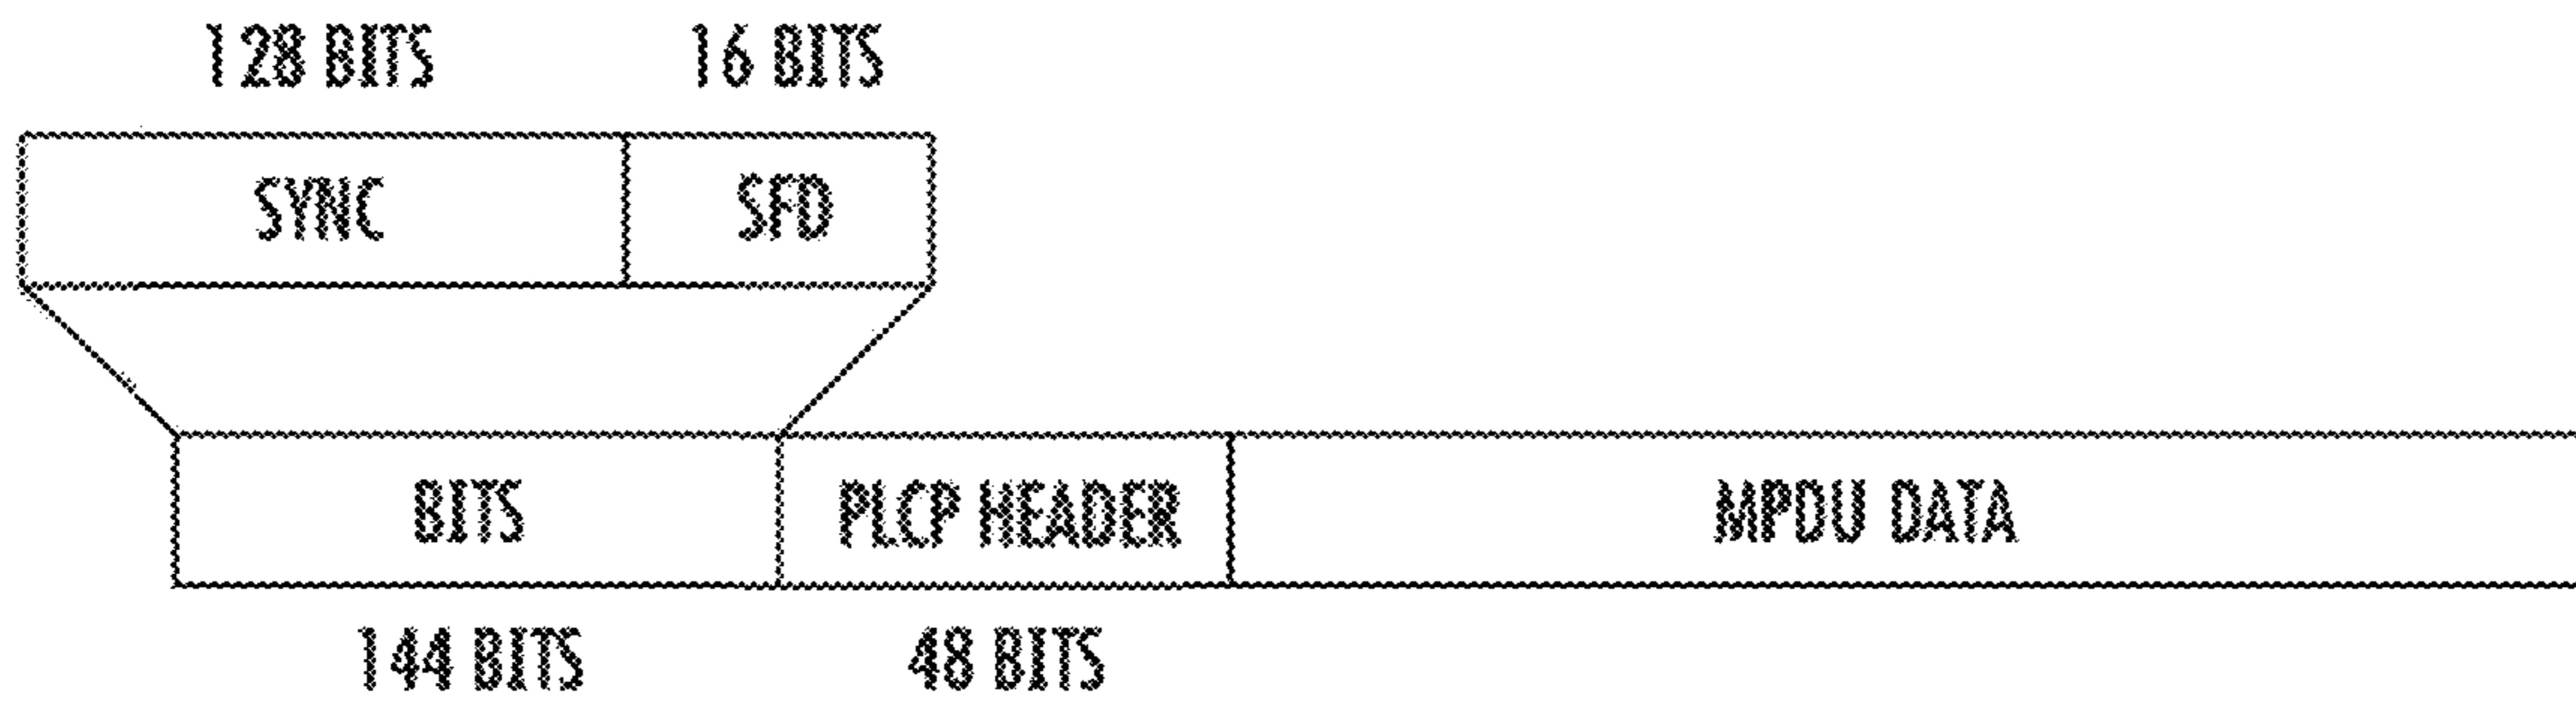 128 BITS 16 BITS
SYNC SFD
BITS PLCP HEADER MPDU DATA
144 BITS 48 BITS